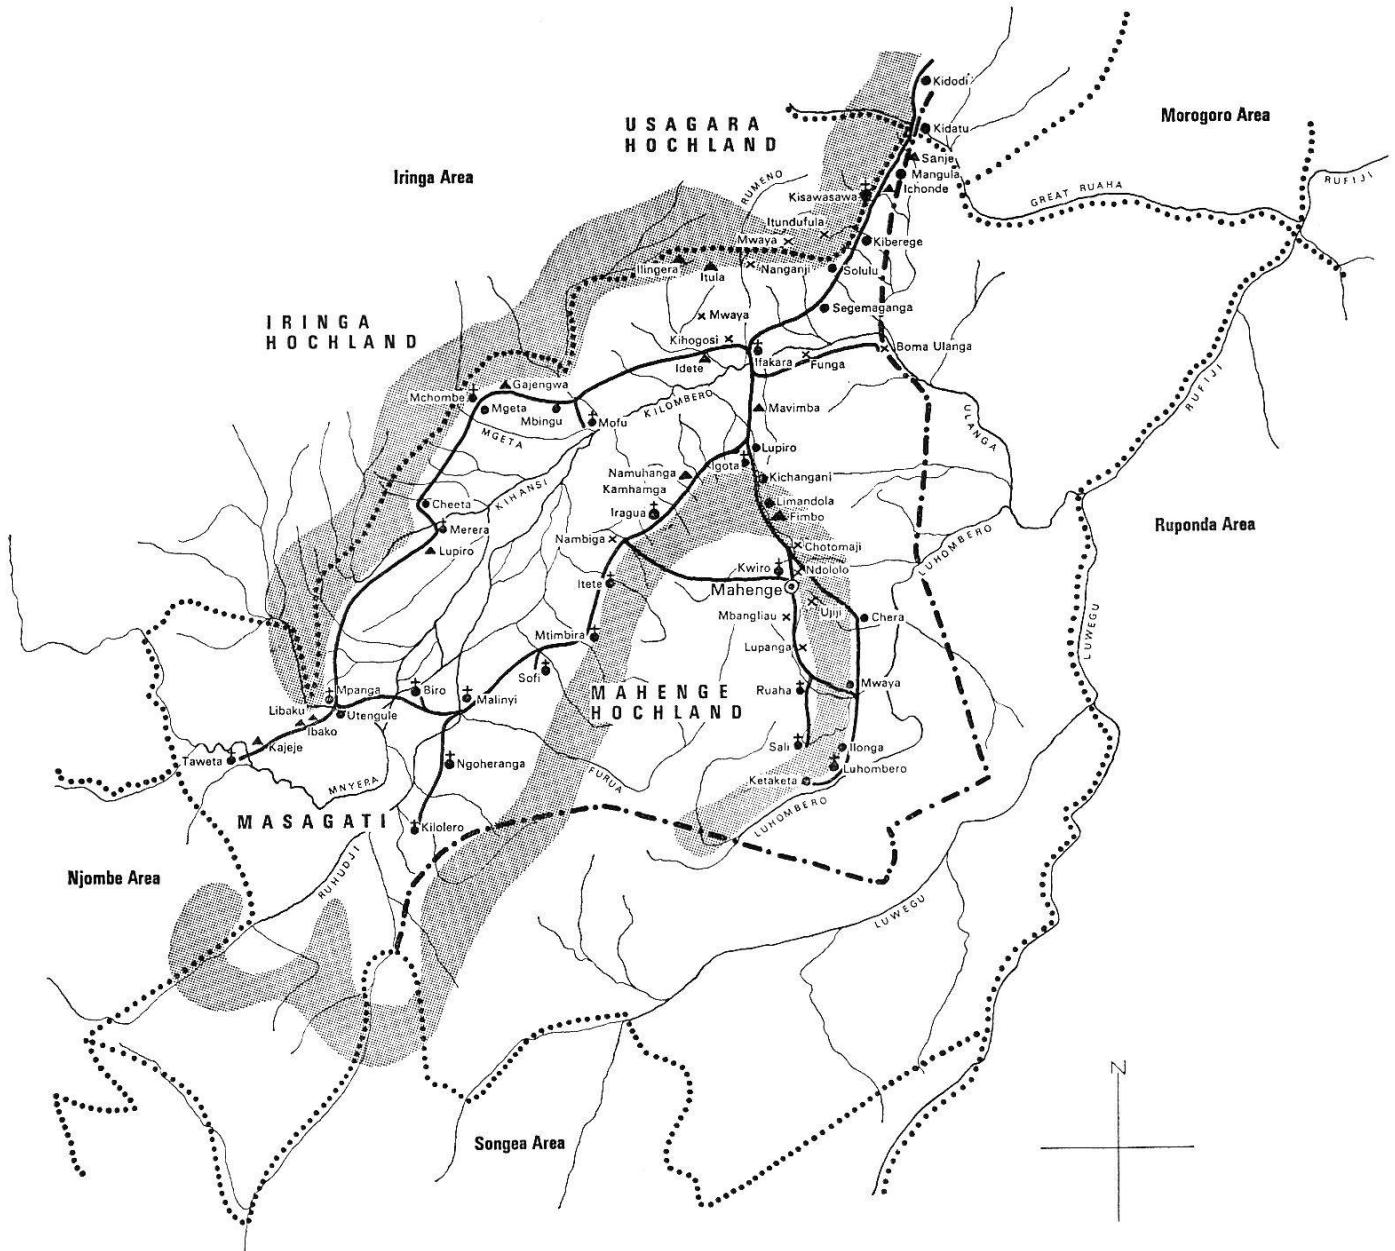 Kidodi
USAGARA
HOCHLAND
Morogoro Area
Kidatu
Iringa Area
Sanje
Mangula
Ichonde
RUMENO
Kisawasawa
GREAT RUAHA
RUFIJI
Itundufula
Mwaya
Kiberege
Ilingera
Itula
Nanganji
Solulu
Mwaya
Segemaganga
IRINGA
HOCHLAND
Kihogosi
Idete
Ifakara
Funga
Boma Ulanga
RUFIJI
Gajengwa
Mchombe
Mgeta
Mbingu
Mofu
KILOMBERO
Mavimba
ULANGA
MGETA
Lupiro
Igota
Namuhanga
Kamhamga
Kichangani
KIHANSI
Cheeta
Iragua
Limandola
Fimbo
Merera
Lupiro
Nambiga
Chotomaji
LUHOMBERO
Ruponda Area
Itete
Kwiro
Ndololo
Mahenge
Mbangliau
Ujiji
Chera
LUWEGU
Mtimbira
Lupanga
Sofi
MAHENGE
HOCHLAND
Ruaha
Mwaya
Mpanga
Biro
Malinyi
Libaku
Utengule
Ibako
Kajeje
Taweta
Ngoheranga
Sali
Ilonga
Luhombero
Ketaketa
MNYERA
FURUA
LUHOMBERO
MASAGATI
Kilolero
Njombe Area
RUHUDJI
LUWEGU
N
Songea Area